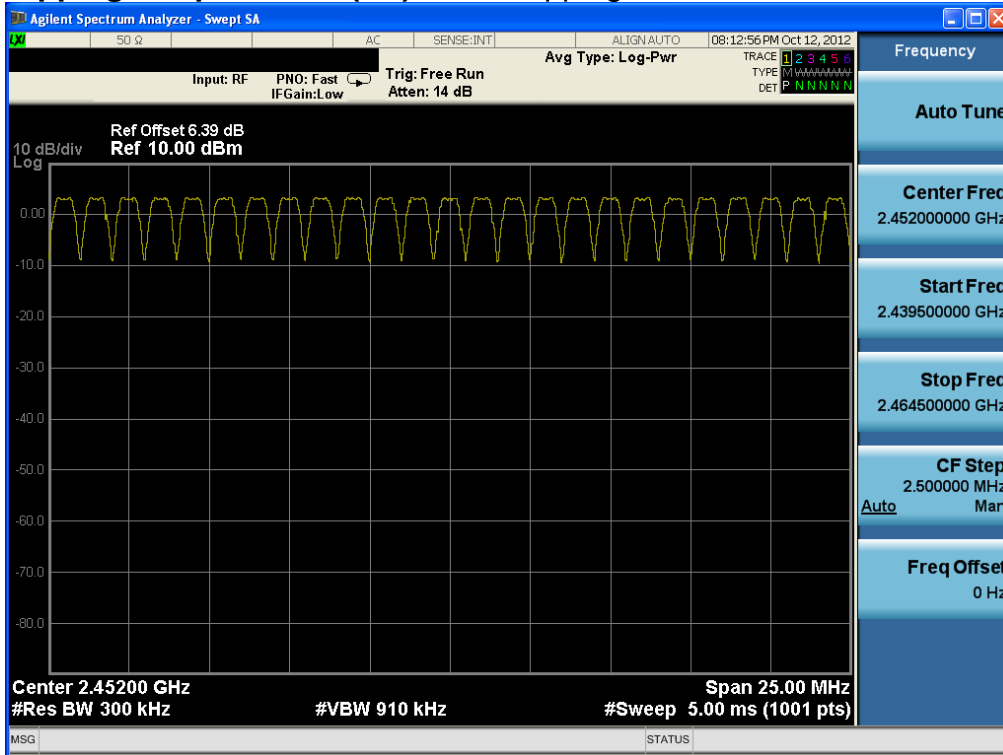 Agilent Spectrum Analyzer - Swept SA
LXI 50 Ω AC SENSE:INT ALIGN AUTO 08:12:56 PM Oct 12, 2012
Input: RF PNO: Fast Trig: Free Run Avg Type: Log-Pwr TRACE 1 2 3 4 5 6
IFGain:Low Atten: 14 dB TYPE M WWWWW
DET P N N N N N
Ref Offset 6.39 dB
10 dB/div Ref 10.00 dBm
Log
0.00
-10.0
-20.0
-30.0
-40.0
-50.0
-60.0
-70.0
-80.0
Center 2.45200 GHz Span 25.00 MHz
#Res BW 300 kHz #VBW 910 kHz #Sweep 5.00 ms (1001 pts)
MSG STATUS
Frequency
Auto Tune
Center Freq
2.452000000 GHz
Start Freq
2.439500000 GHz
Stop Freq
2.464500000 GHz
CF Step
2.500000 MHz
Auto Man
Freq Offset
0 Hz